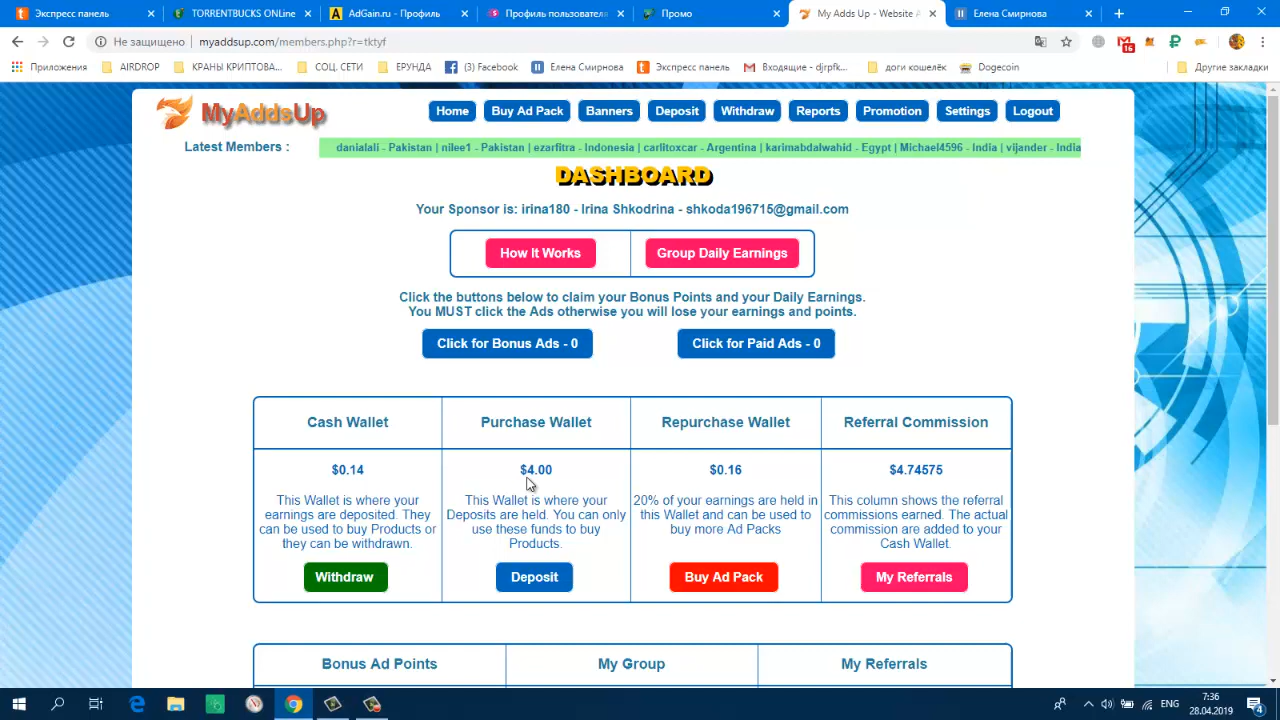 Экспресс панель
TORRENTBUCKS ONLine
AdGain.ru - Профиль
Профиль пользовател
Промо
My Adds Up - Website A
Елена Смирнова
Не защищено | myaddsup.com/members.php?r=tktyf
16
Приложения
AIRDROP
КРАНЫ КРИПТОВА...
СОЦ. СЕТИ
ЕРУНДА
(3) Facebook
Елена Смирнова
Экспресс панель
Входящие - djrpfk...
доги кошелёк
Dogecoin
Другие закладки
MyAddsUp
Home
Buy Ad Pack
Banners
Deposit
Withdraw
Reports
Promotion
Settings
Logout
Latest Members :
danialali - Pakistan | nilee1 - Pakistan | ezarfitra - Indonesia | carlitoxcar - Argentina | karimabdalwahid - Egypt | Michael4596 - India | vijander - India
DASHBOARD
Your Sponsor is: irina180 - Irina Shkodrina - shkoda196715@gmail.com
How It Works
Group Daily Earnings
Click the buttons below to claim your Bonus Points and your Daily Earnings.
You MUST click the Ads otherwise you will lose your earnings and points.
Click for Bonus Ads - 0
Click for Paid Ads - 0
Cash Wallet
Purchase Wallet
Repurchase Wallet
Referral Commission
$0.14
$4.00
$0.16
$4.74575
This Wallet is where your
earnings are deposited. They
can be used to buy Products or
they can be withdrawn.
This Wallet is where your
Deposits are held. You can only
use these funds to buy
Products.
20% of your earnings are held in
this Wallet and can be used to
buy more Ad Packs
This column shows the referral
commissions earned. The actual
commission are added to your
Cash Wallet.
Withdraw
Deposit
Buy Ad Pack
My Referrals
Bonus Ad Points
My Group
My Referrals
ENG
7:36
28.04.2019
4